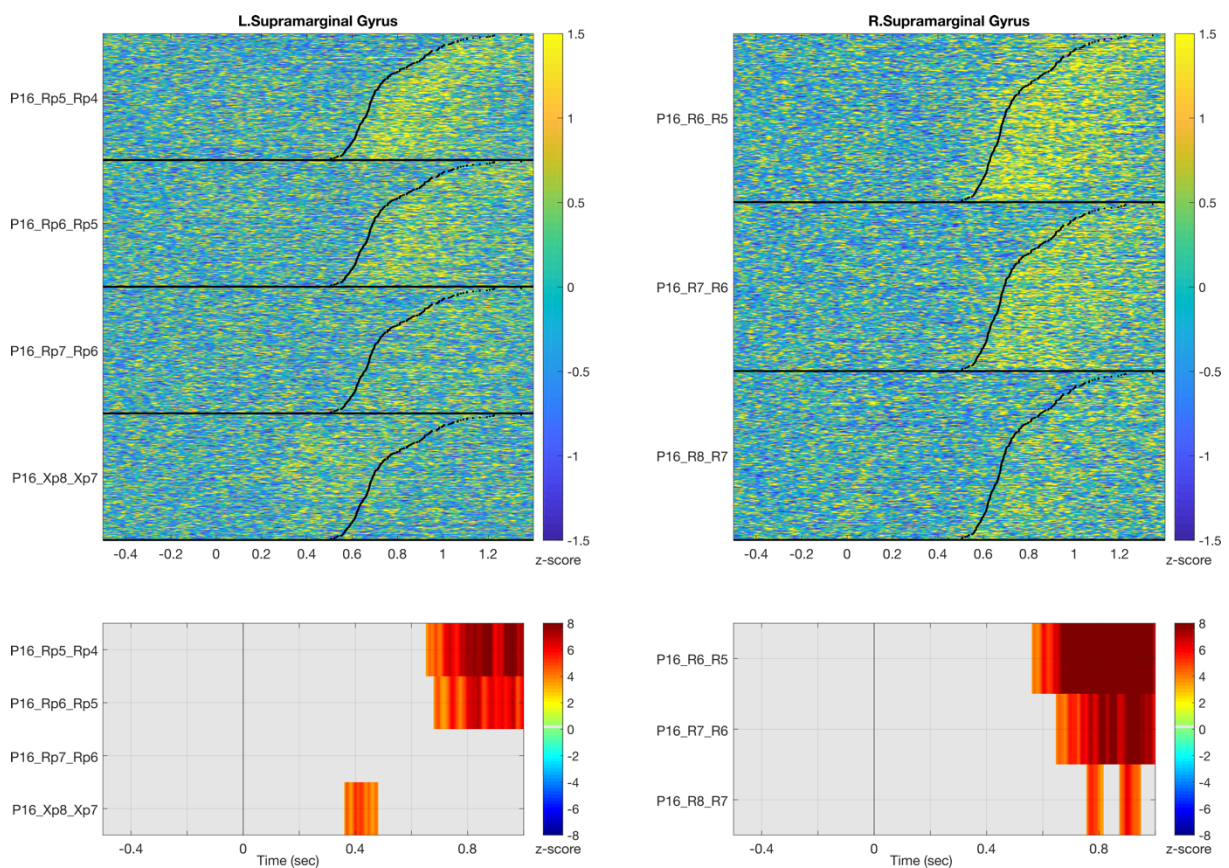 L.Supramarginal Gyrus
P16_Rp5_Rp4
P16_Rp6_Rp5
P16_Rp7_Rp6
P16_Xp8_Xp7
-0.4 -0.2 0 0.2 0.4 0.6 0.8 1 1.2
1.5
1
0.5
0
-0.5
-1
-1.5
z-score
R.Supramarginal Gyrus
P16_R6_R5
P16_R7_R6
P16_R8_R7
-0.4 -0.2 0 0.2 0.4 0.6 0.8 1 1.2
1.5
1
0.5
0
-0.5
-1
-1.5
z-score
P16_Rp5_Rp4
P16_Rp6_Rp5
P16_Rp7_Rp6
P16_Xp8_Xp7
-0.4 0 0.4 0.8
Time (sec)
8
6
4
2
0
-2
-4
-6
-8
z-score
P16_R6_R5
P16_R7_R6
P16_R8_R7
-0.4 0 0.4 0.8
Time (sec)
8
6
4
2
0
-2
-4
-6
-8
z-score